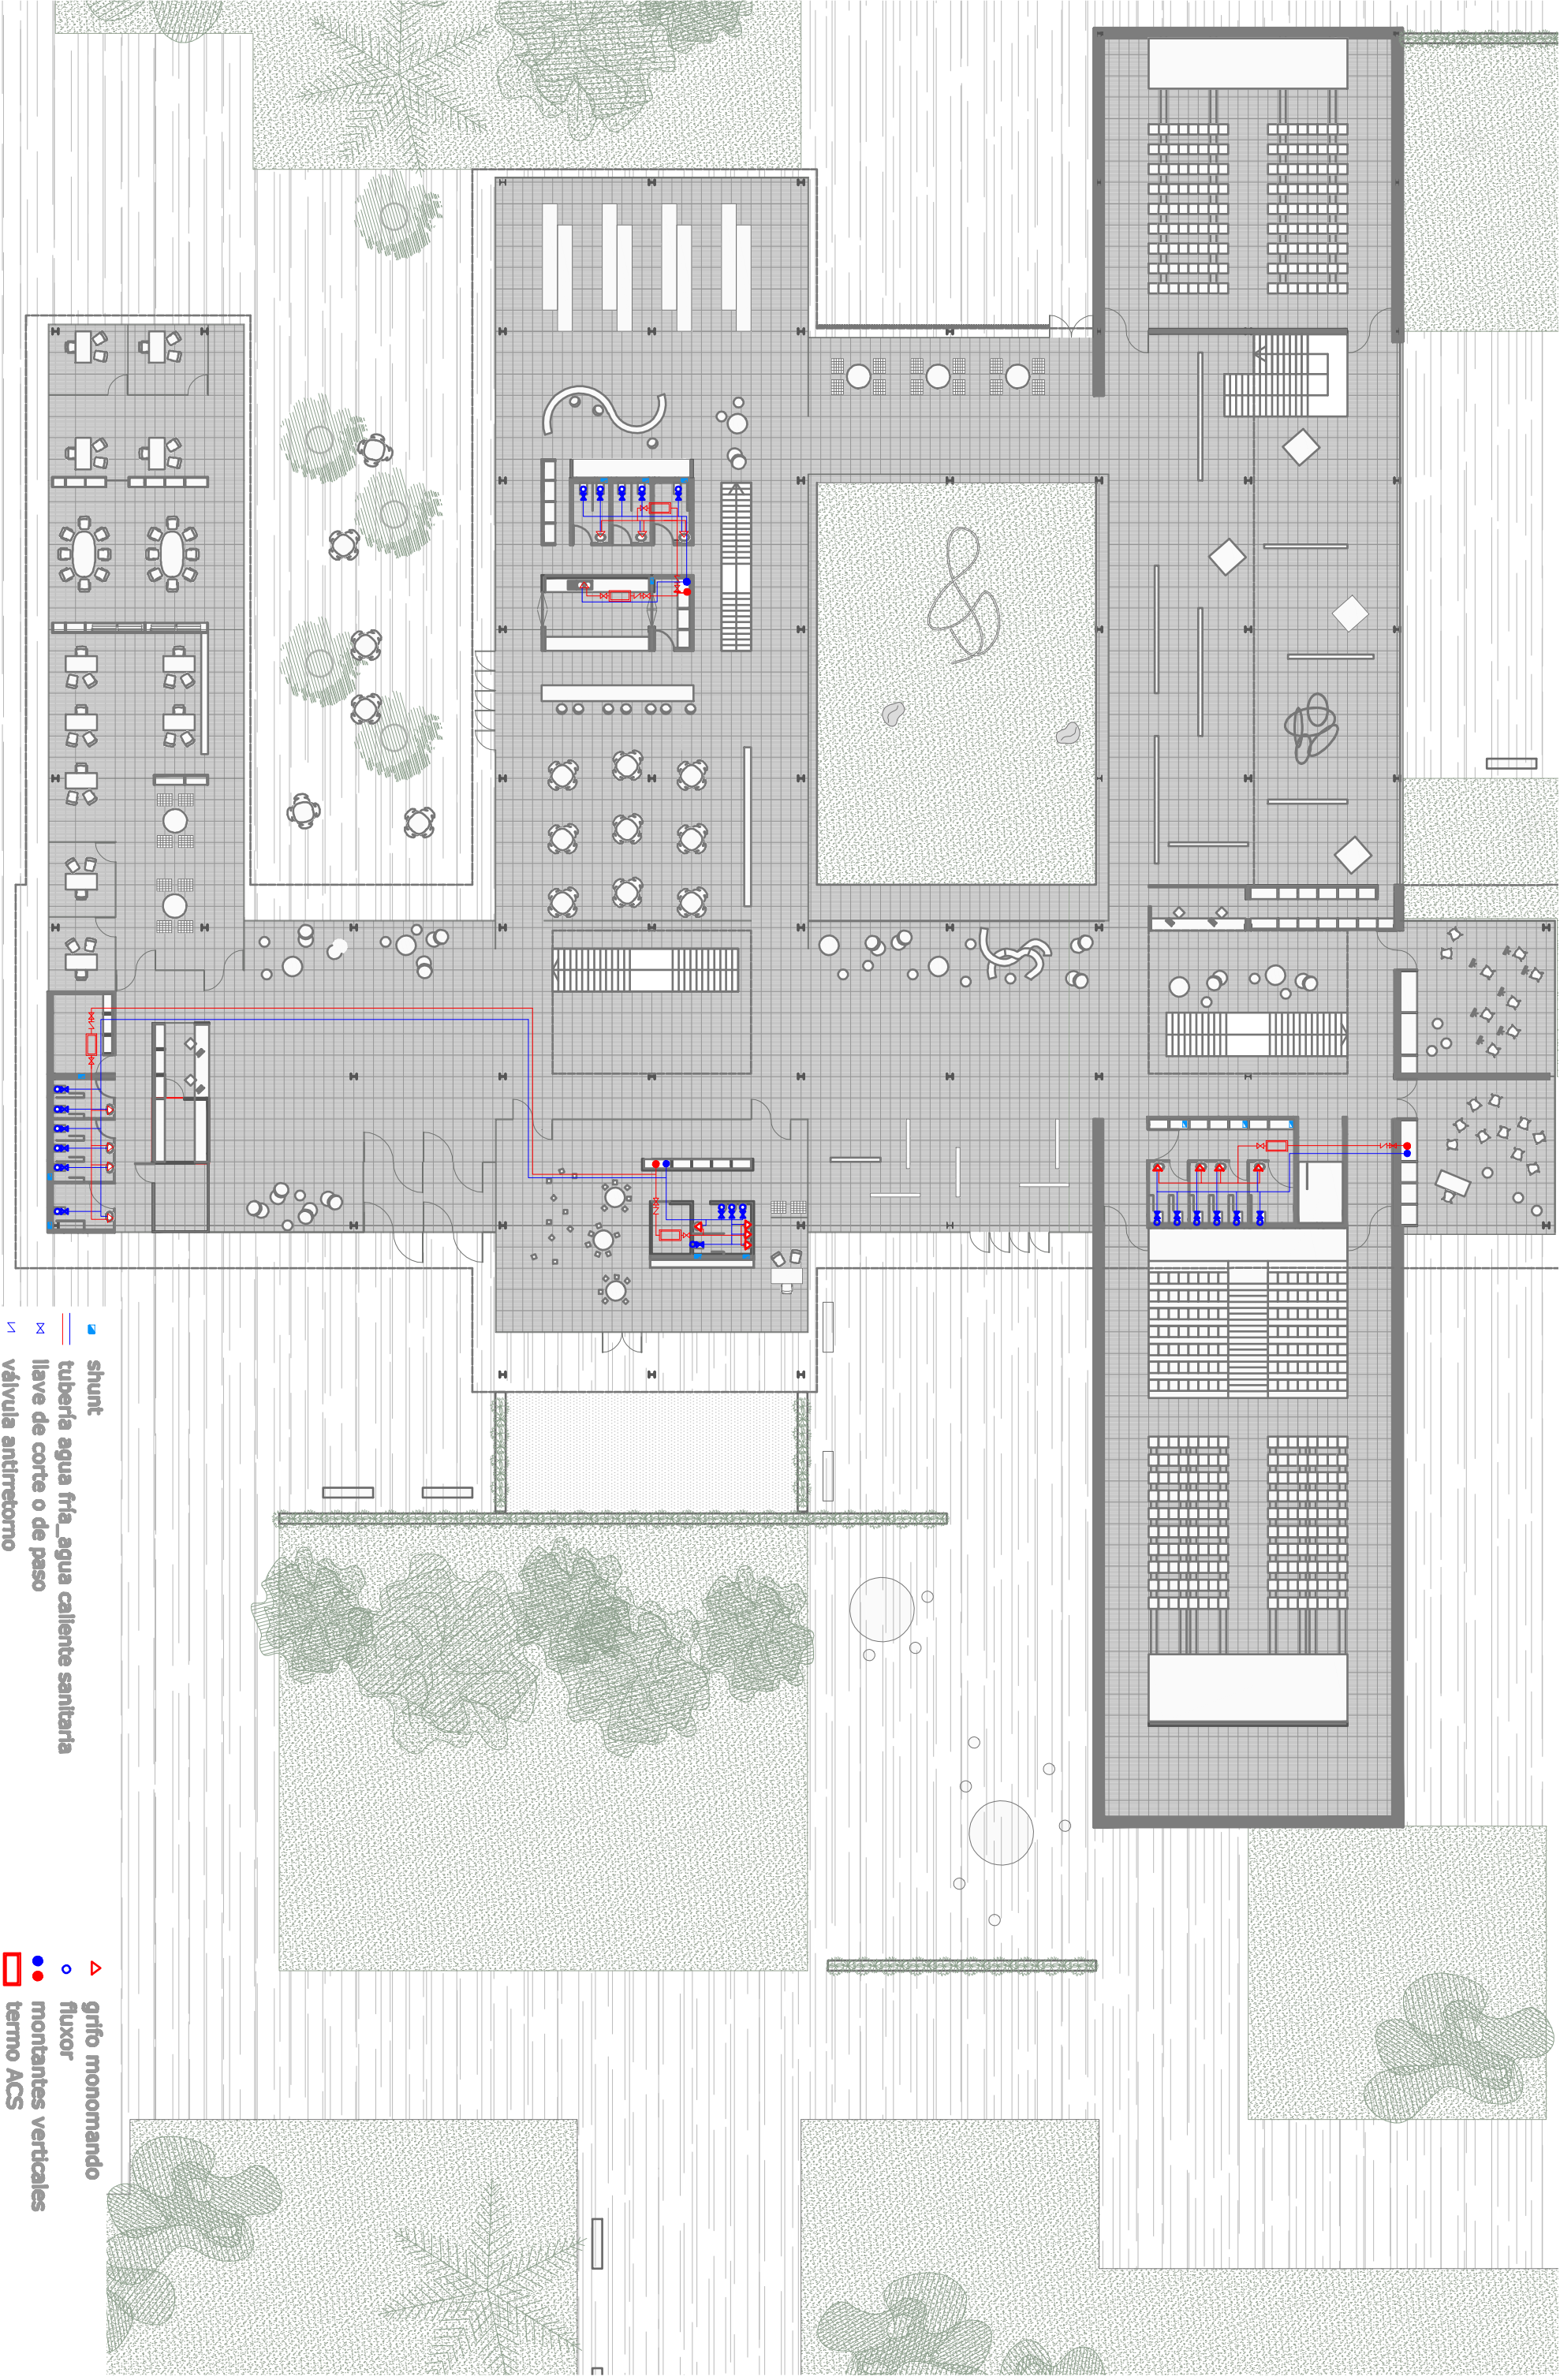 shunt
tubería agua fría_agua caliente sanitaria
llave de corte o de paso
válvula antirretorno
grifo monomando
fluxor
montantes verticales
termo ACS